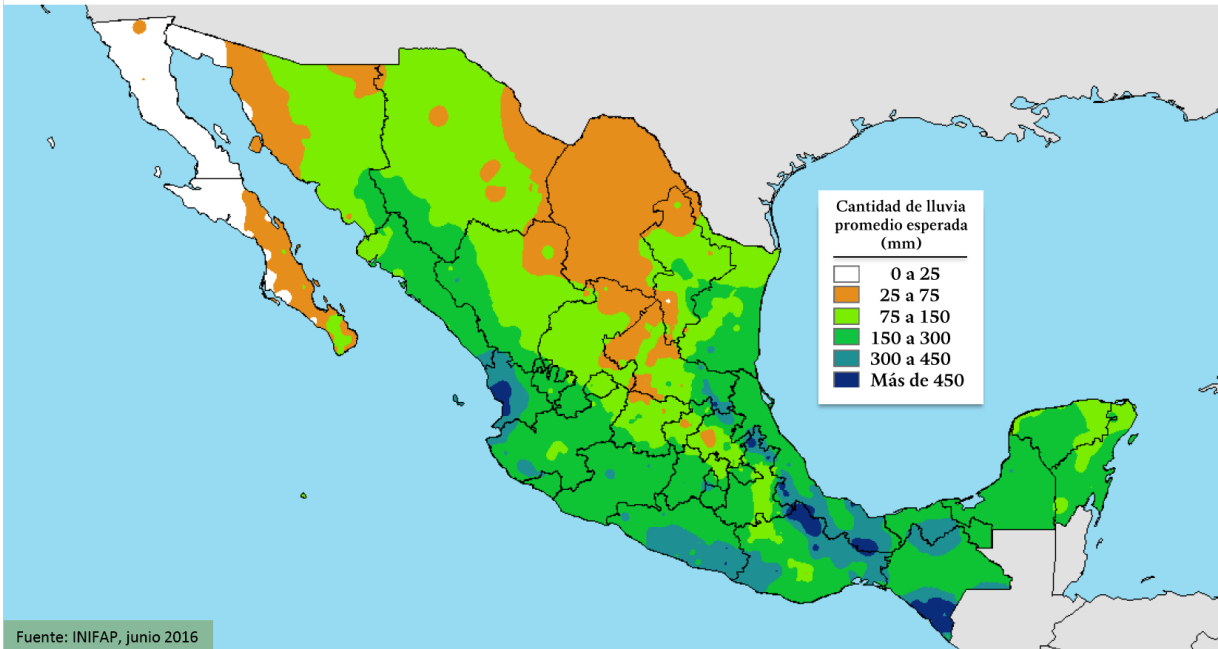 Cantidad de lluvia
promedio esperada
(mm)
0 a 25
25 a 75
75 a 150
150 a 300
300 a 450
Más de 450
Fuente: INIFAP, junio 2016